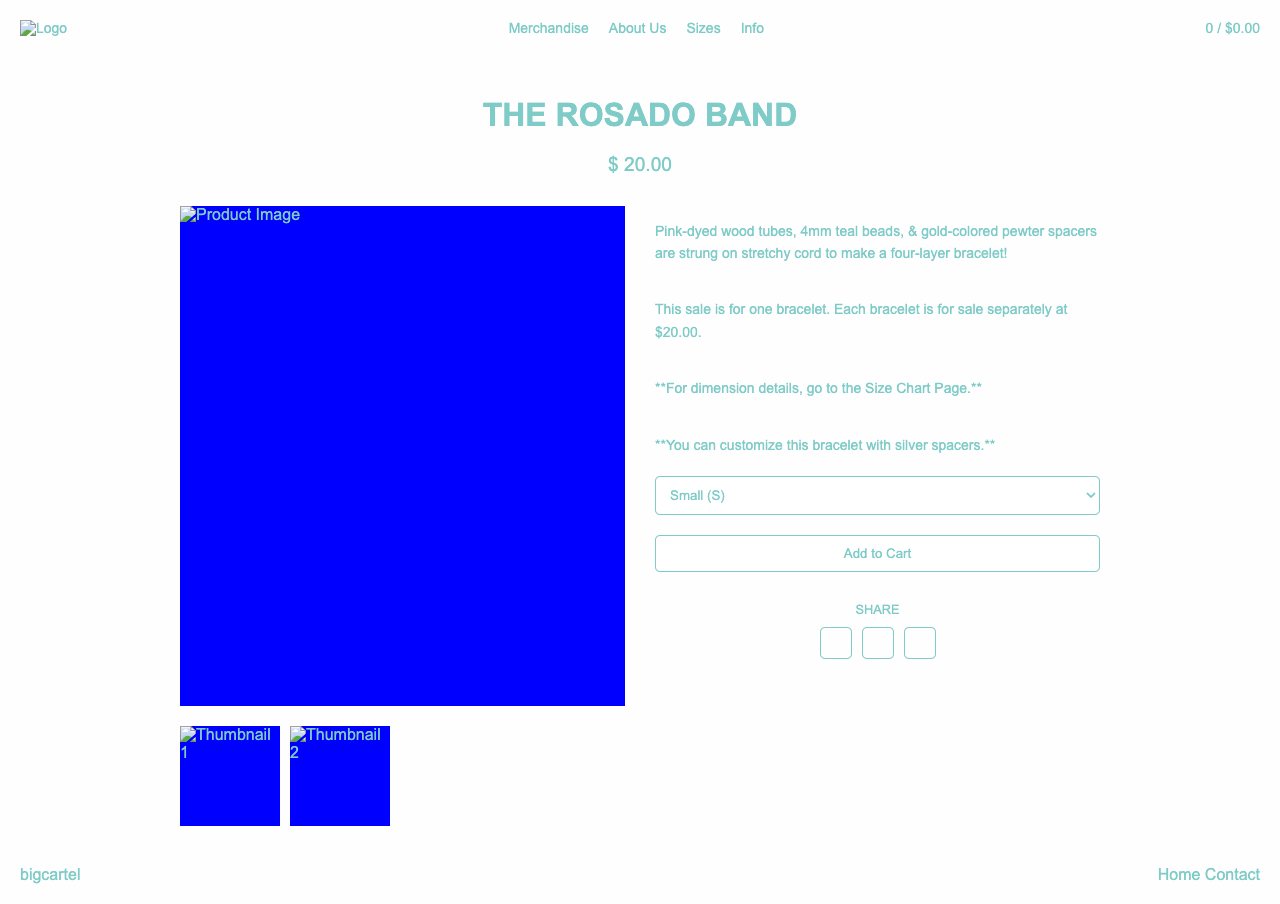 Logo
Merchandise About Us Sizes Info
0 / $0.00
THE ROSADO BAND
$ 20.00
Product Image
Pink-dyed wood tubes, 4mm teal beads, & gold-colored pewter spacers
are strung on stretchy cord to make a four-layer bracelet!
This sale is for one bracelet. Each bracelet is for sale separately at
$20.00.
**For dimension details, go to the Size Chart Page.**
**You can customize this bracelet with silver spacers.**
Small (S)
Add to Cart
SHARE
Thumbnail
1
Thumbnail
2
bigcartel
Home Contact